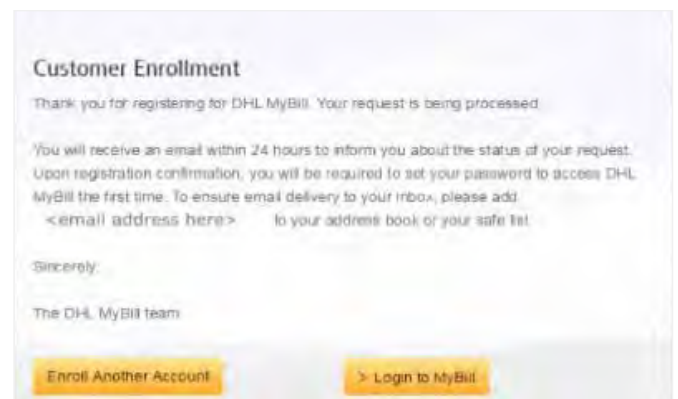 Customer Enrollment
Thank you for registering for DHL MyBill. Your request is being processed.
You will receive an email within 24 hours to inform you about the status of your request.
Upon registration confirmation, you will be required to set your password to access DHL
MyBill the first time. To ensure email delivery to your inbox, please add
<email address here> to your address book or your safe list.
Sincerely,
The DHL MyBill team
Enroll Another Account > Login to MyBill